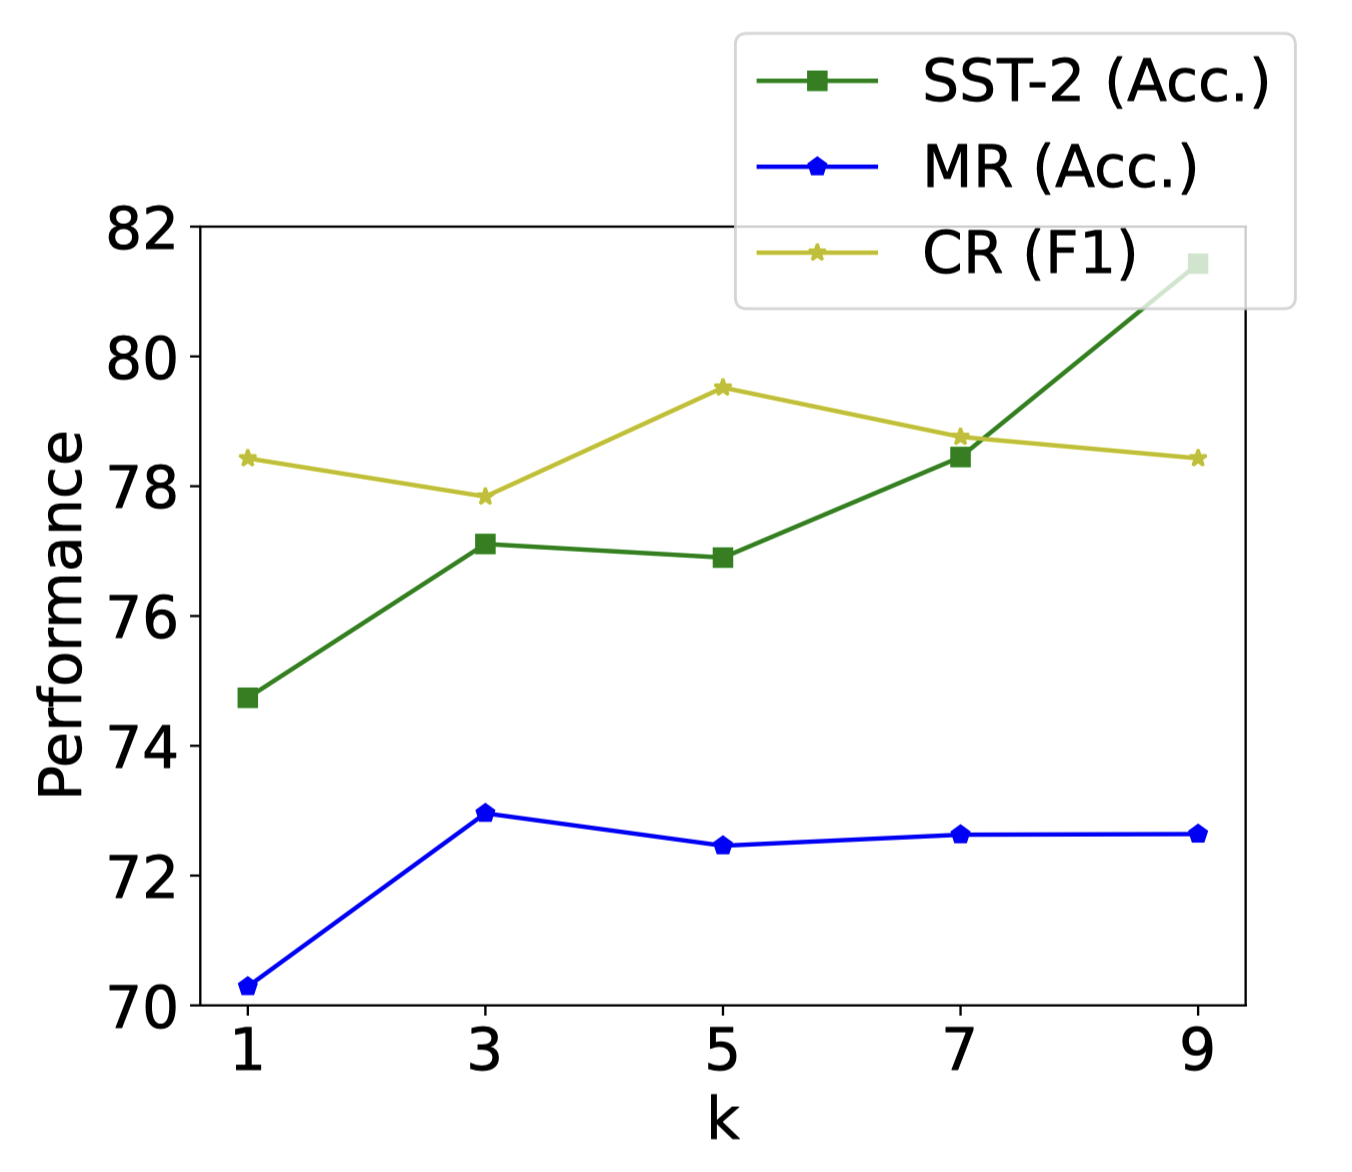 SST-2 (Acc.)
MR (Acc.)
CR (F1)
82
80
78
76
74
72
70
Performance
1 3 5 7 9
k